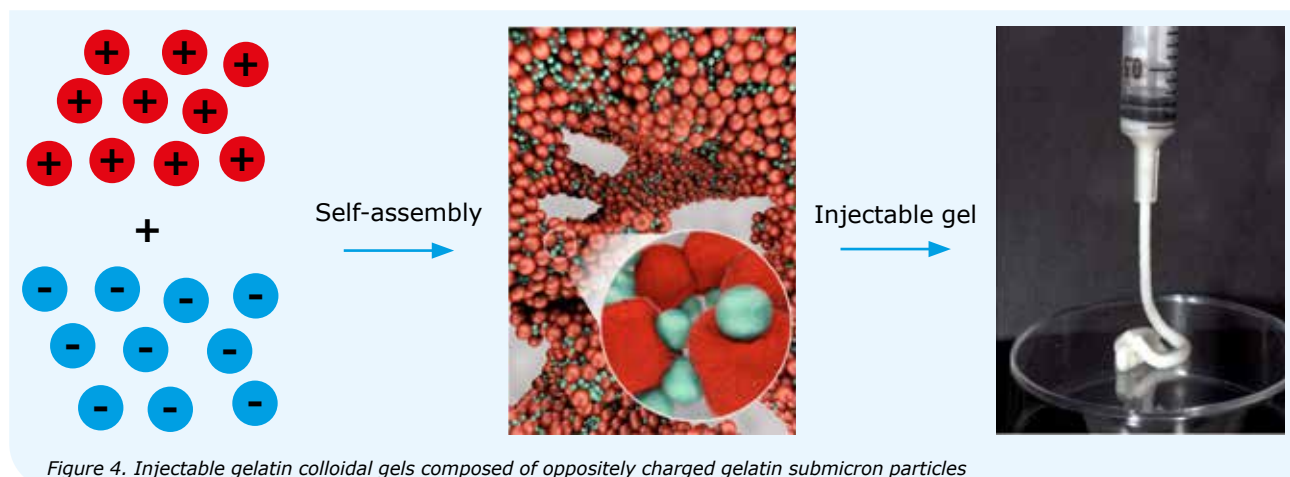 + + +
+ + +
+ + + +
Self-assembly
Injectable gel
+
- - - -
- - -
- - -
Figure 4. Injectable gelatin colloidal gels composed of oppositely charged gelatin submicron particles